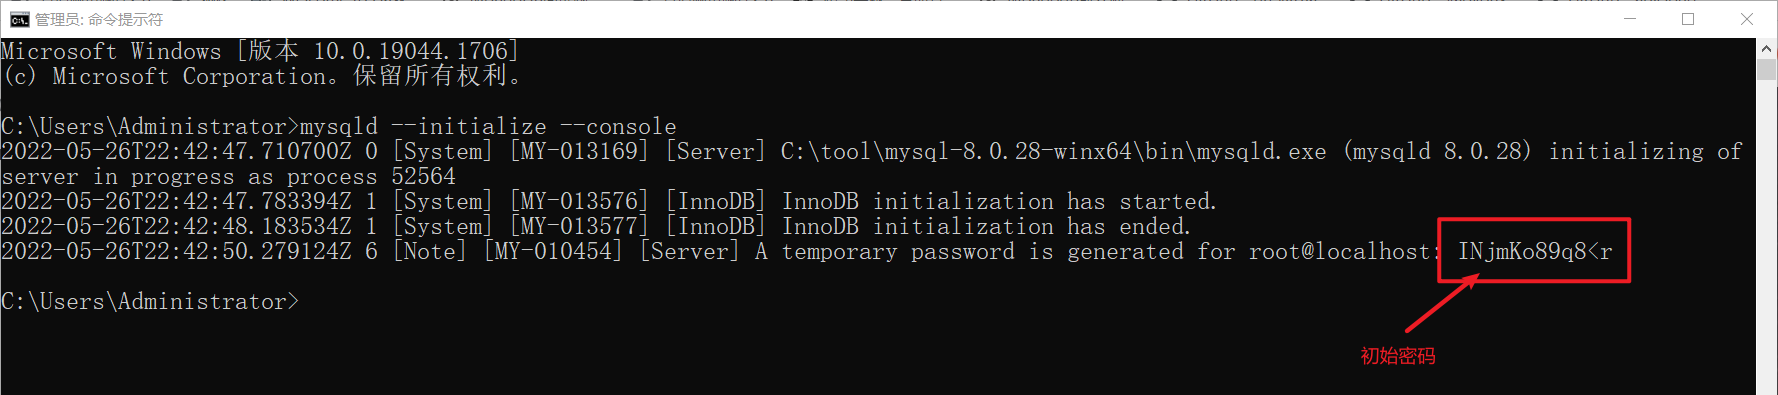 管理员: 命令提示符
Microsoft Windows [版本 10.0.19044.1706]
(c) Microsoft Corporation。保留所有权利。
C:\Users\Administrator>mysqld --initialize --console
2022-05-26T22:42:47.710700Z 0 [System] [MY-013169] [Server] C:\tool\mysql-8.0.28-winx64\bin\mysqld.exe (mysqld 8.0.28) initializing of
server in progress as process 52564
2022-05-26T22:42:47.783394Z 1 [System] [MY-013576] [InnoDB] InnoDB initialization has started.
2022-05-26T22:42:48.183534Z 1 [System] [MY-013577] [InnoDB] InnoDB initialization has ended.
2022-05-26T22:42:50.279124Z 6 [Note] [MY-010454] [Server] A temporary password is generated for root@localhost: INjmKo89q8<r
C:\Users\Administrator>
初始密码